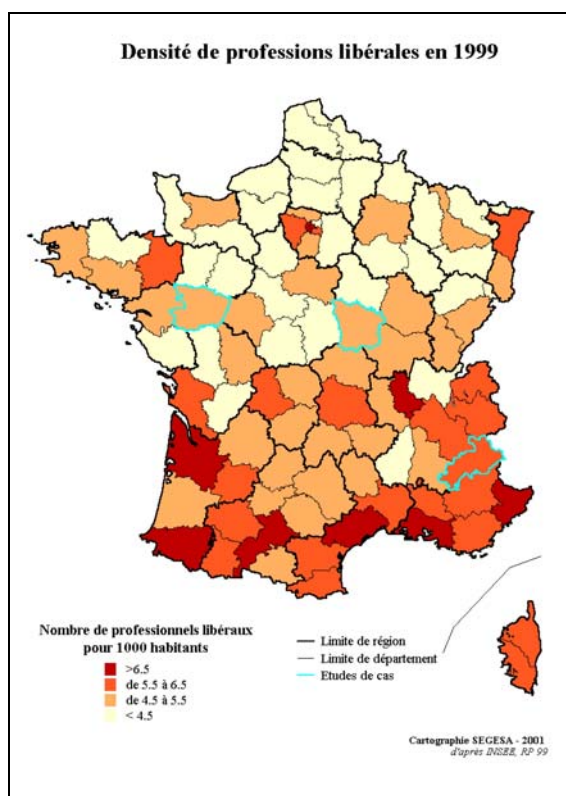 Densité de professions libérales en 1999
Nombre de professionnels libéraux
pour 1000 habitants
>6.5
de 5.5 à 6.5
de 4.5 à 5.5
< 4.5
Limite de région
Limite de département
Etudes de cas
Cartographie SEGESA - 2001
d'après INSEE, RP 99